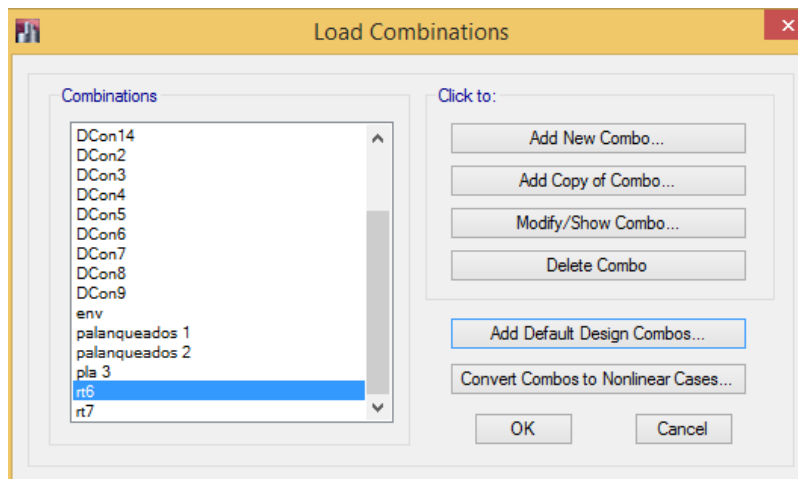 Load Combinations
Combinations
DCon14
DCon2
DCon3
DCon4
DCon5
DCon6
DCon7
DCon8
DCon9
env
palanqueados 1
palanqueados 2
pla 3
rt6
rt7
Click to:
Add New Combo...
Add Copy of Combo...
Modify/Show Combo...
Delete Combo
Add Default Design Combos...
Convert Combos to Nonlinear Cases...
OK
Cancel